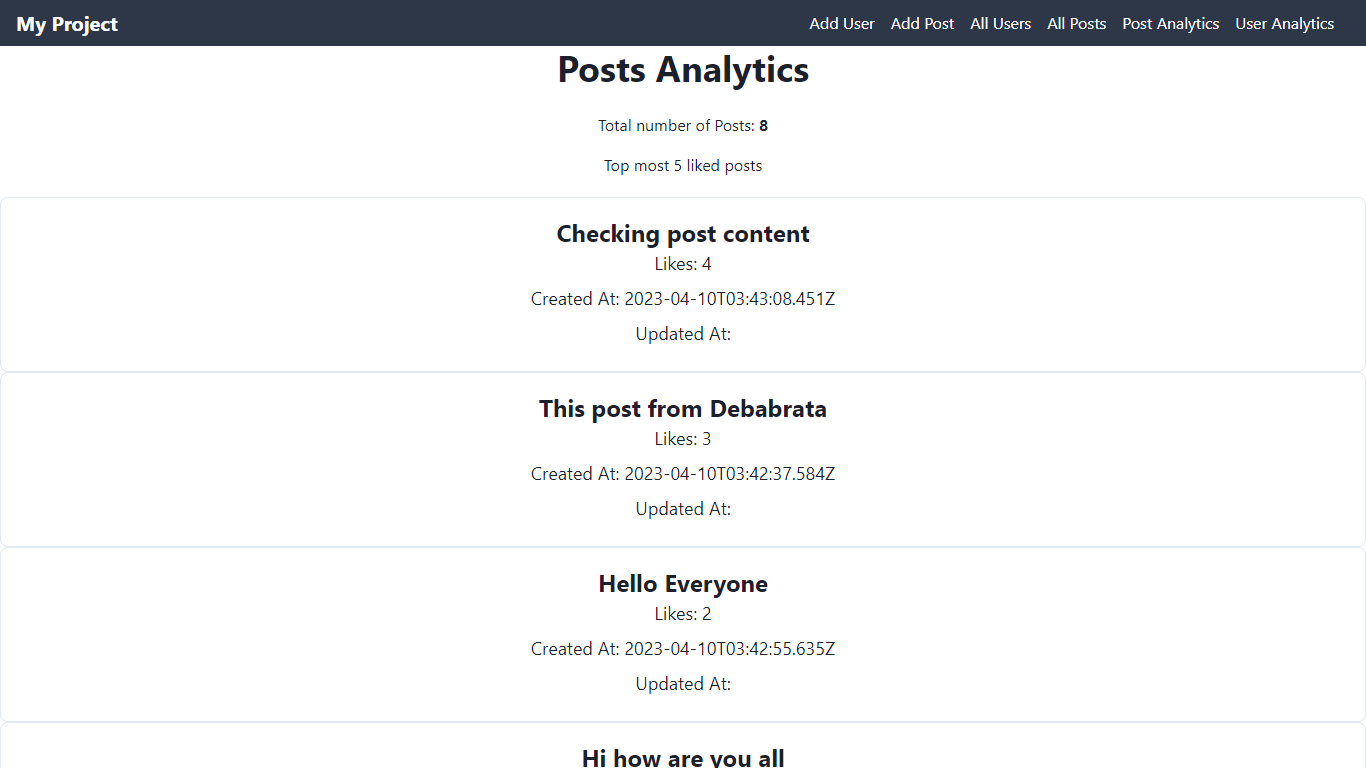 My Project
Add User Add Post All Users All Posts Post Analytics User Analytics
Posts Analytics
Total number of Posts: 8
Top most 5 liked posts
Checking post content
Likes: 4
Created At: 2023-04-10T03:43:08.451Z
Updated At:
This post from Debabrata
Likes: 3
Created At: 2023-04-10T03:42:37.584Z
Updated At:
Hello Everyone
Likes: 2
Created At: 2023-04-10T03:42:55.635Z
Updated At:
Hi how are you all